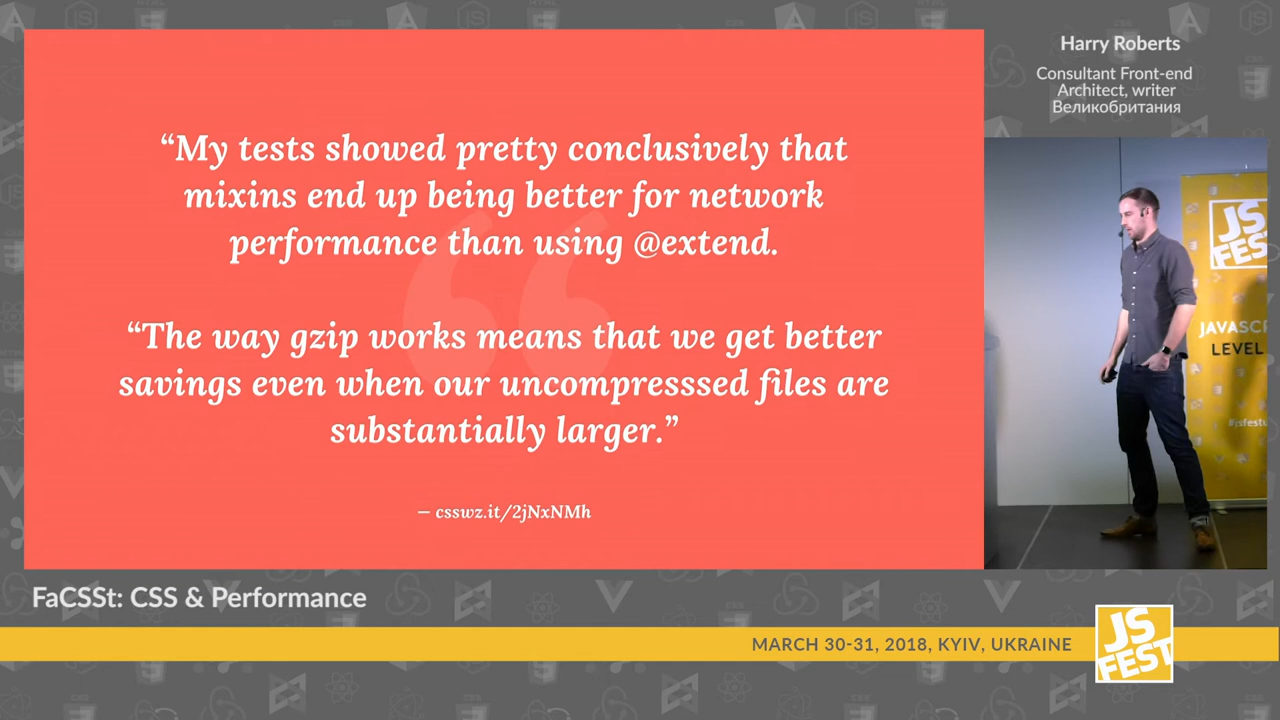 “My tests showed pretty conclusively that
mixins end up being better for network
performance than using @extend.
“The way gzip works means that we get better
savings even when our uncompresssed files are
substantially larger.”
— csswz.it/2jNxNMh
Harry Roberts
Consultant Front-end
Architect, writer
Великобритания
JS
FEST
JAVASCR
LEVEL
#jsfestu
FaCSSt: CSS & Performance
MARCH 30-31, 2018, KYIV, UKRAINE
JS
FEST